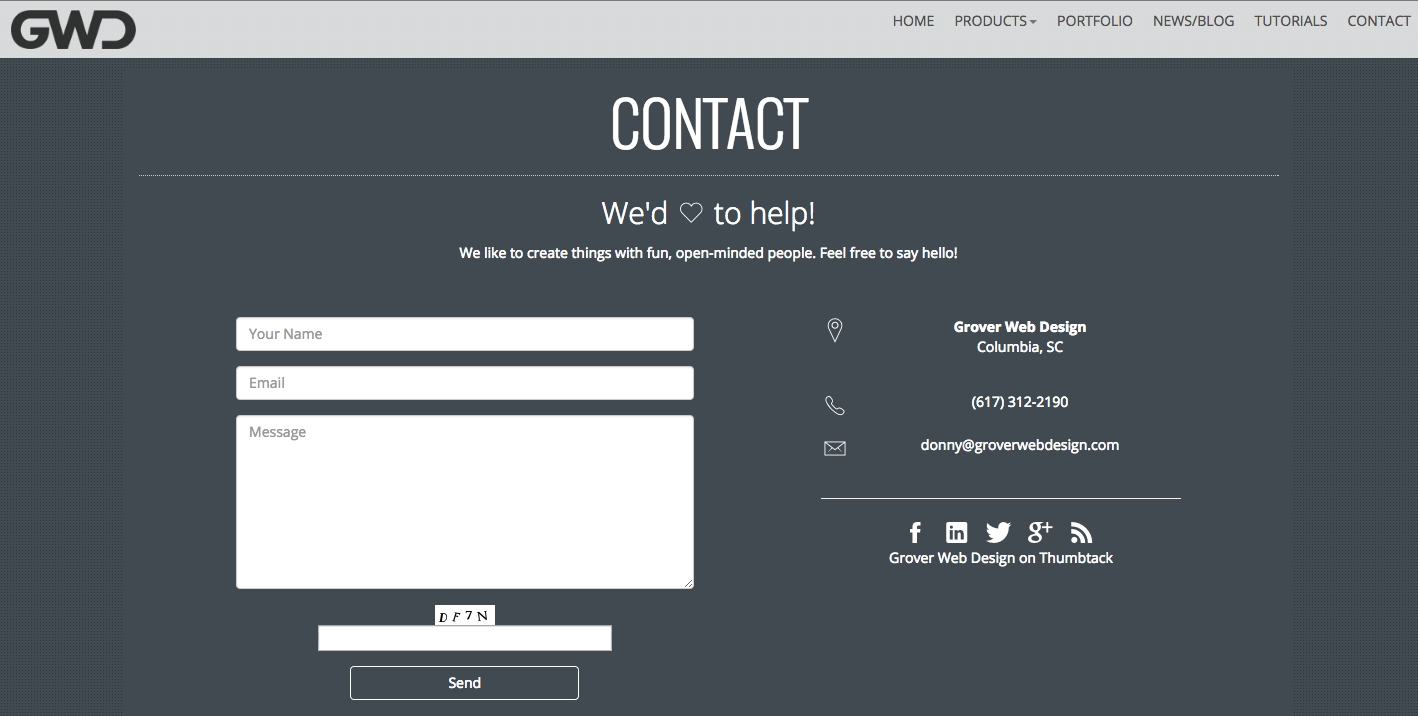 GWD
HOME PRODUCTS PORTFOLIO NEWS/BLOG TUTORIALS CONTACT
CONTACT
We'd ♡ to help!
We like to create things with fun, open-minded people. Feel free to say hello!
Your Name
Email
Message
DF7N
Send
Grover Web Design
Columbia, SC
(617) 312-2190
donny@groverwebdesign.com
f in g+
Grover Web Design on Thumbtack